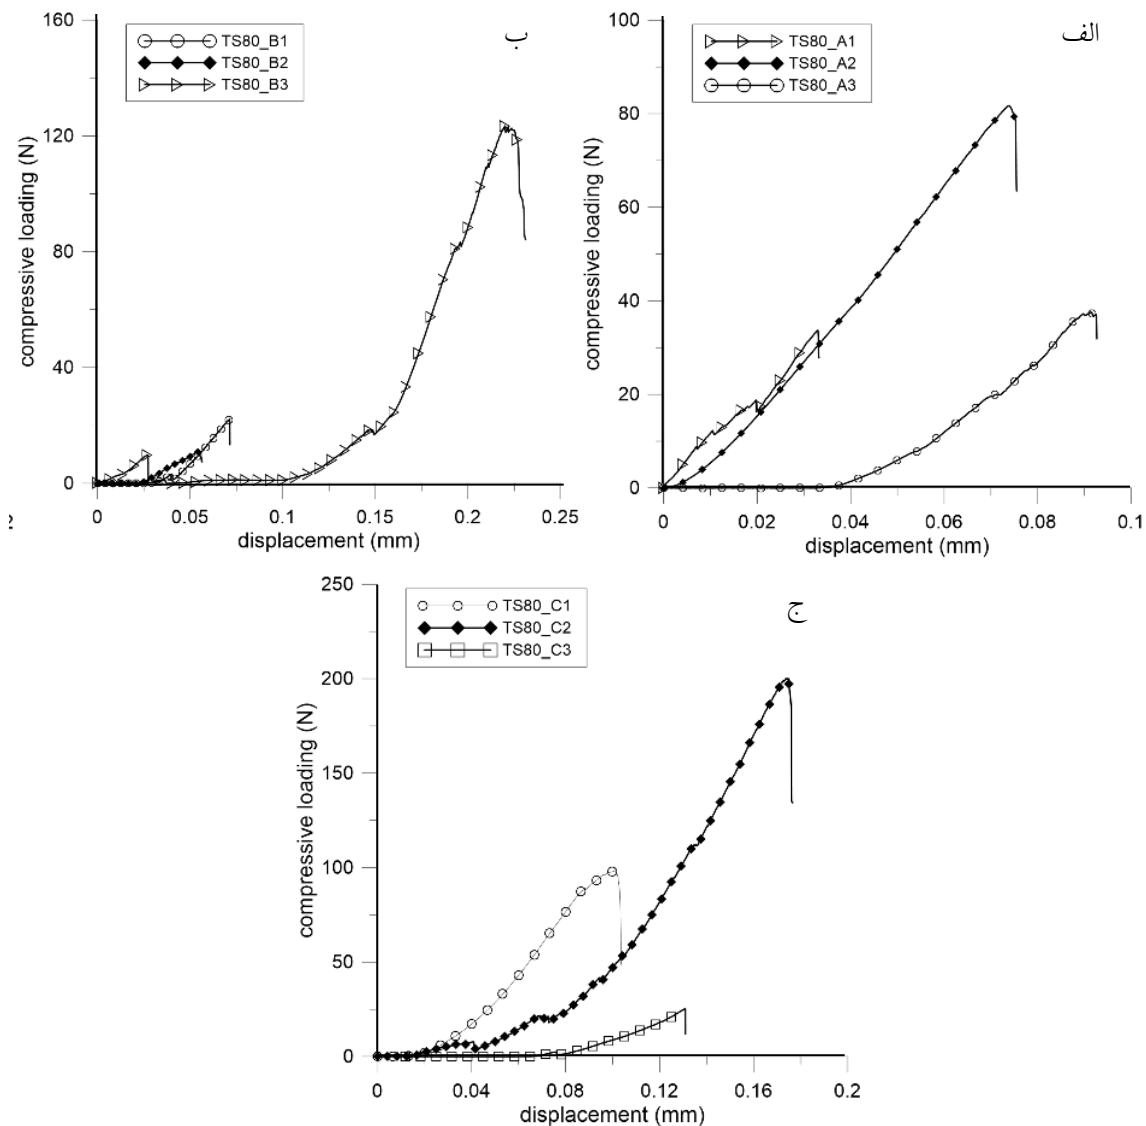 ب
TS80_B1
TS80_B2
TS80_B3
160
120
80
40
0
compressive loading (N)
0 0.05 0.1 0.15 0.2 0.25
displacement (mm)
الف
TS80_A1
TS80_A2
TS80_A3
100
80
60
40
20
0
compressive loading (N)
0 0.02 0.04 0.06 0.08 0.1
displacement (mm)
ج
TS80_C1
TS80_C2
TS80_C3
250
200
150
100
50
0
compressive loading (N)
0 0.04 0.08 0.12 0.16 0.2
displacement (mm)